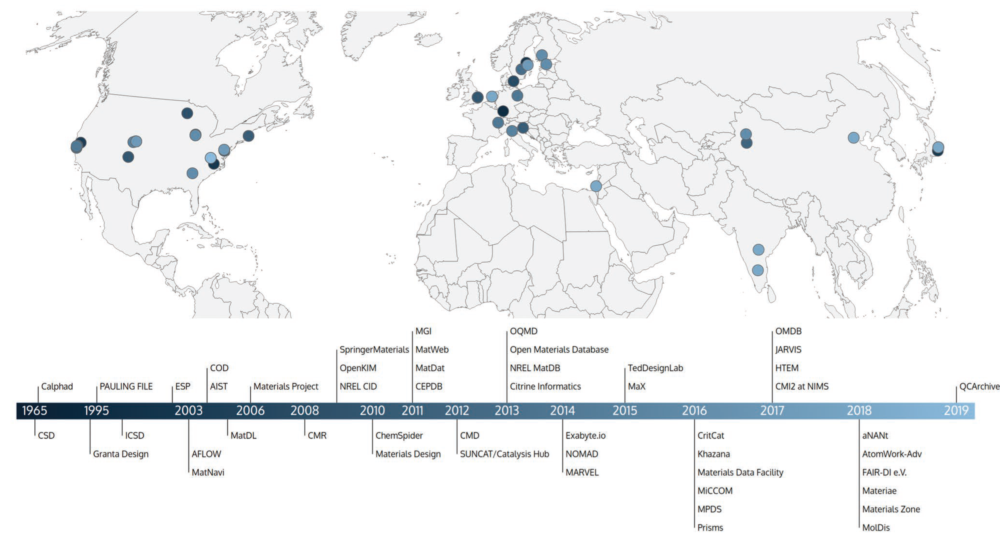 MGI
OQMD
OMDB
SpringerMaterials
MatWeb
Open Materials Database
JARVIS
COD
OpenKIM
MatDat
NREL MatDB
TedDesignLab
HTEM
Calphad
PAULING FILE
ESP
AIST
Materials Project
NREL CID
CEPDB
Citrine Informatics
MaX
CMI2 at NIMS
QCArchive
1965 1995 2003 2006 2008 2010 2011 2012 2013 2014 2015 2016 2017 2018 2019
CSD
ICSD
MatDL
CMR
ChemSpider
CMD
Exabyte.io
CritCat
aNANt
Granta Design
AFLOW
Materials Design
SUNCAT/Catalysis Hub
NOMAD
Khazana
AtomWork-Adv
MatNavi
MARVEL
Materials Data Facility
FAIR-DI e.V.
MiCCOM
Materiae
MPDS
Materials Zone
Prisms
MolDis